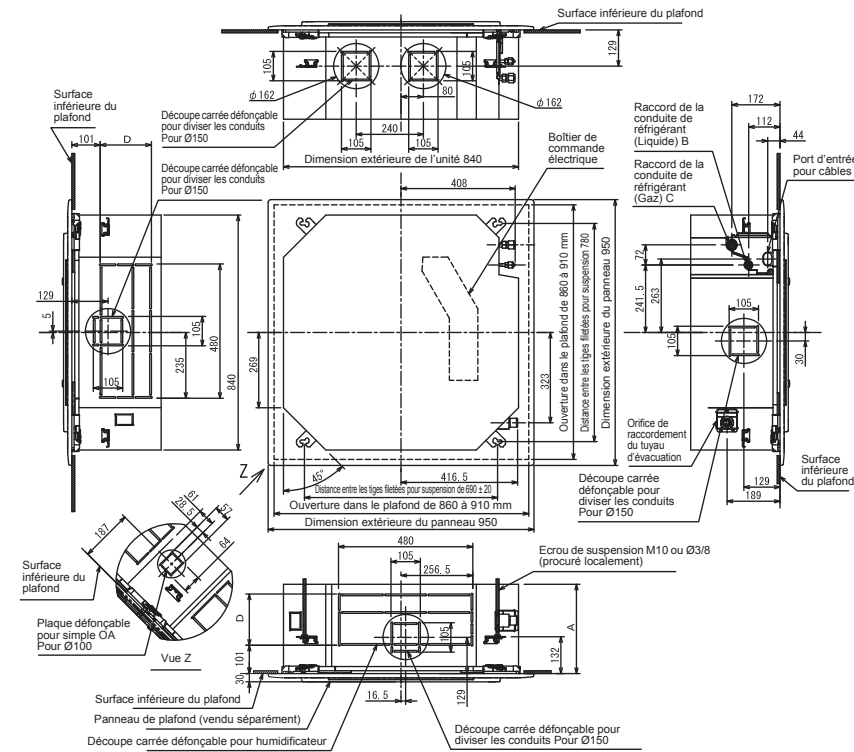 Surface inférieure du plafond
129
105
105
ϕ162
80
ϕ162
Découpe carrée défonçable
pour diviser les conduits
Pour Ø150
240
105
105
Dimension extérieure de l'unité 840
Boîtier de
commande
électrique
Surface
inférieure du
plafond
101
D
Découpe carrée défonçable
pour diviser les conduits
Pour Ø150
129
5
105
105
235
480
840
408
Ouverture dans le plafond de 860 à 910 mm
Distance entre les tiges filetées pour suspension 780
Dimension extérieure du panneau 950
269
323
45°
416.5
Distance entre les tiges filetées pour suspension de 690 ± 20
Ouverture dans le plafond de 860 à 910 mm
Dimension extérieure du panneau 950
Z
172
112
44
Raccord de la
conduite de
réfrigérant
(Liquide) B
Raccord de la
conduite de
réfrigérant
(Gaz) C
Port d'entrée
pour câbles
72
241.5
263
105
105
30
Orifice de
raccordement
du tuyau
d'évacuation
129
189
Surface
inférieure
du plafond
Découpe carrée
défonçable pour
diviser les conduits
Pour Ø150
61
28.5
57
64
187
Surface
inférieure du
plafond
Plaque défonçable
pour simple OA
Pour Ø100
Vue Z
480
105
256.5
Ecrou de suspension M10 ou Ø3/8
(procuré localement)
D
101
30
105
A
132
16.5
129
Surface inférieure du plafond
Panneau de plafond (vendu séparément)
Découpe carrée défonçable pour humidificateur
Découpe carrée défonçable pour
diviser les conduits Pour Ø150